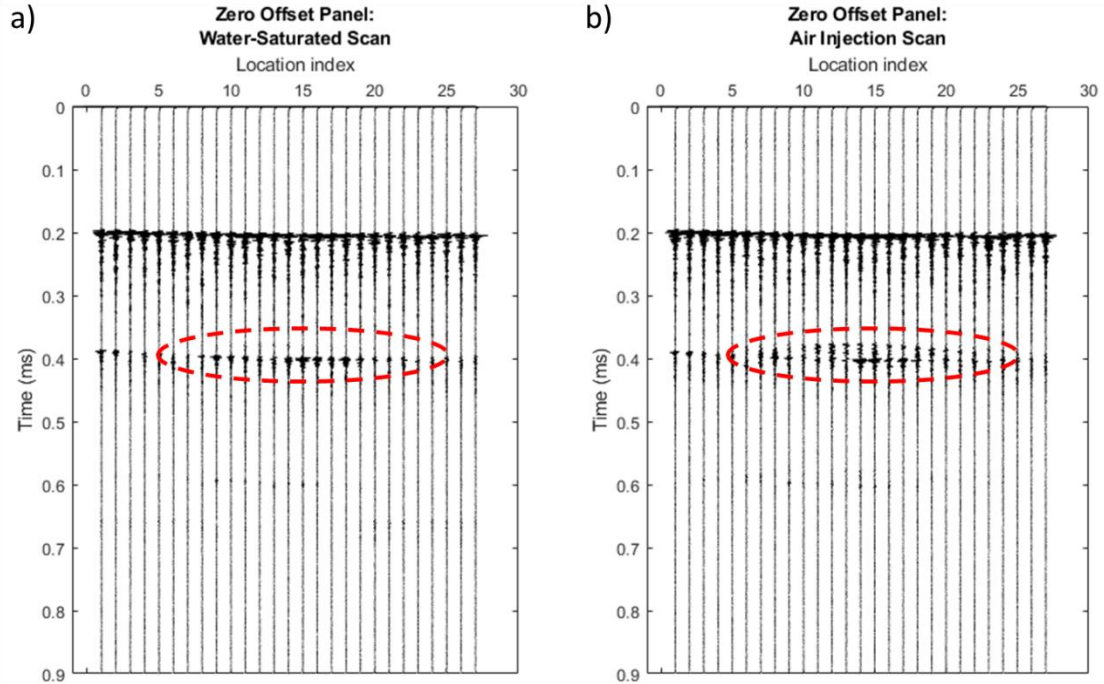 a)
Zero Offset Panel:
Water-Saturated Scan
Location index
0 5 10 15 20 25 30
0
0.1
0.2
0.3
0.4
0.5
0.6
0.7
0.8
0.9
Time (ms)
b)
Zero Offset Panel:
Air Injection Scan
Location index
0 5 10 15 20 25 30
0
0.1
0.2
0.3
0.4
0.5
0.6
0.7
0.8
0.9
Time (ms)